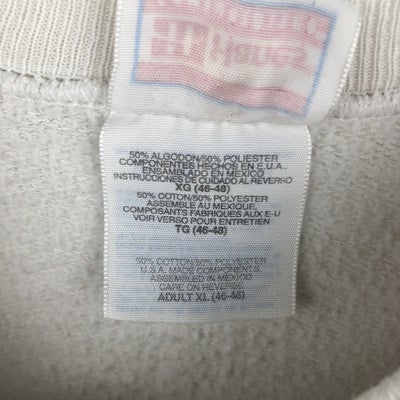 50% ALGODON/50% POLIESTER
COMPONENTES HECHOS EN E.U.A.
ENSAMBLADO EN MEXICO
INSTRUCCIONES DE CUIDADO AL REVERSO
XG (46-48)
50% COTON/50% POLYESTER
ASSEMBLE AU MEXIQUE,
COMPOSANTS FABRIQUES AUX E-U
VOIR VERSO POUR ENTRETIEN
TG (46-48)
50% COTTON/50% POLYESTER
U.S.A. MADE COMPONENTS.
ASSEMBLED IN MEXICO
CARE ON REVERSE
ADULT XL (46-48)